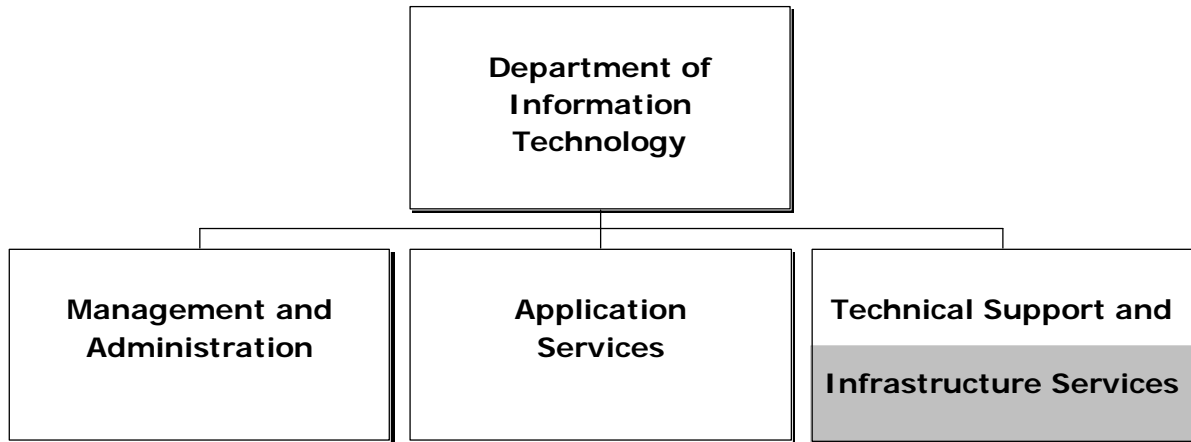 Department of
Information
Technology
Management and
Administration
Application
Services
Technical Support and
Infrastructure Services